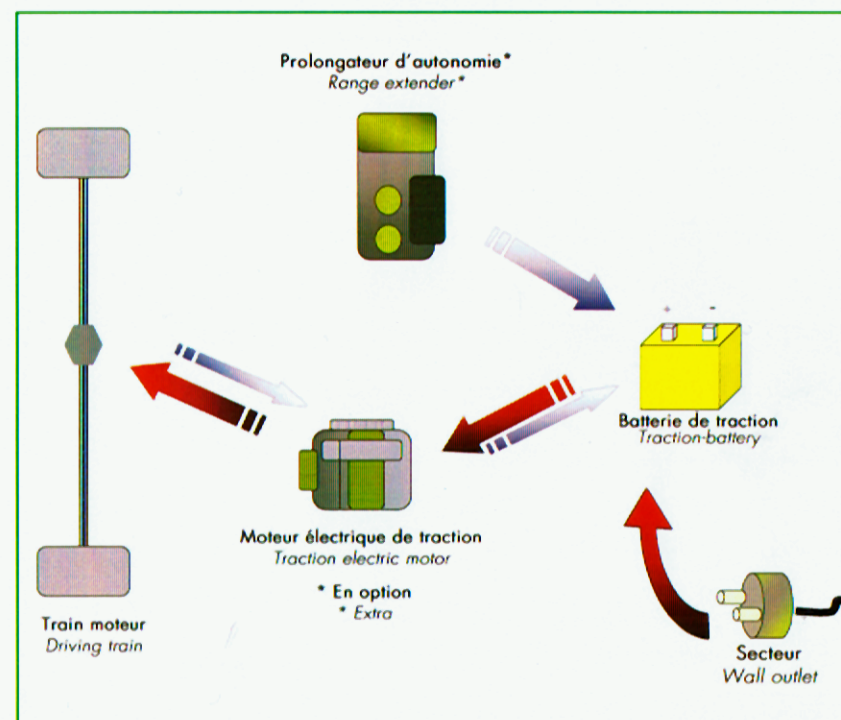 Prolongateur d'autonomie*
Range extender*
+ -
Batterie de traction
Traction-battery
Moteur électrique de traction
Traction electric motor
* En option
* Extra
Train moteur
Driving train
Secteur
Wall outlet